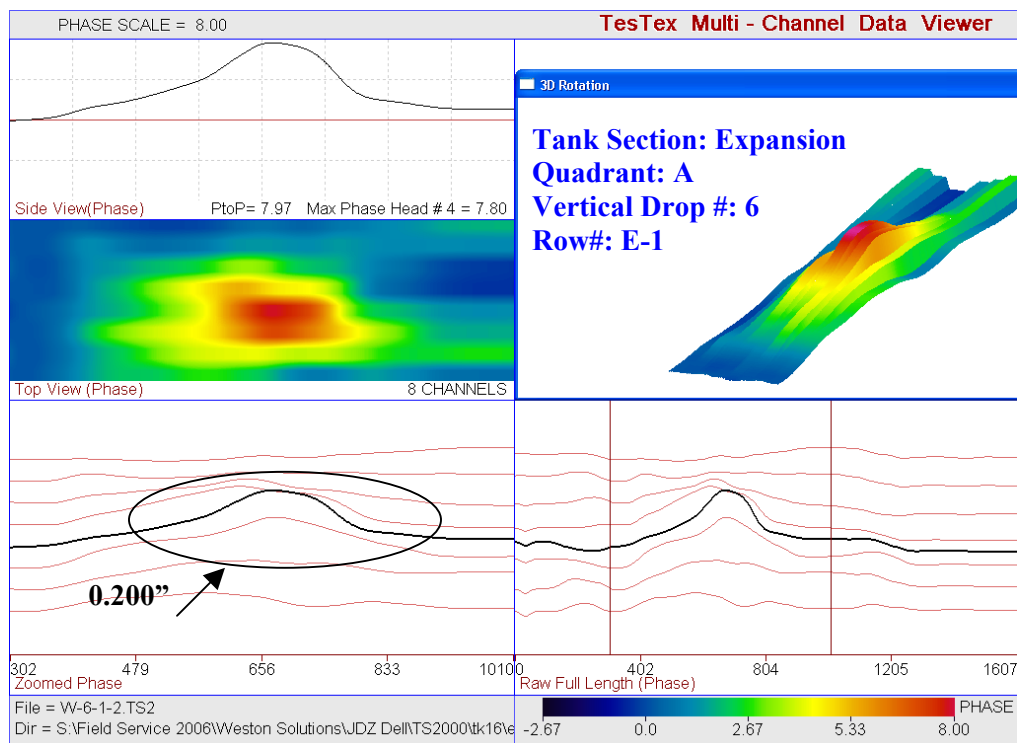 PHASE SCALE = 8.00
TesTex Multi - Channel Data Viewer
Side View(Phase) PtoP= 7.97 Max Phase Head # 4 = 7.80
3D Rotation
Tank Section: Expansion
Quadrant: A
Vertical Drop #: 6
Row#: E-1
Top View (Phase) 8 CHANNELS
0.200”
302 479 656 833 1010
Zoomed Phase
0 402 804 1205 1607
Raw Full Length (Phase)
File = W-6-1-2.TS2
Dir = S:\Field Service 2006\Weston Solutions\JDZ Dell\TS2000\tk16\e
PHASE
-2.67 0.0 2.67 5.33 8.00